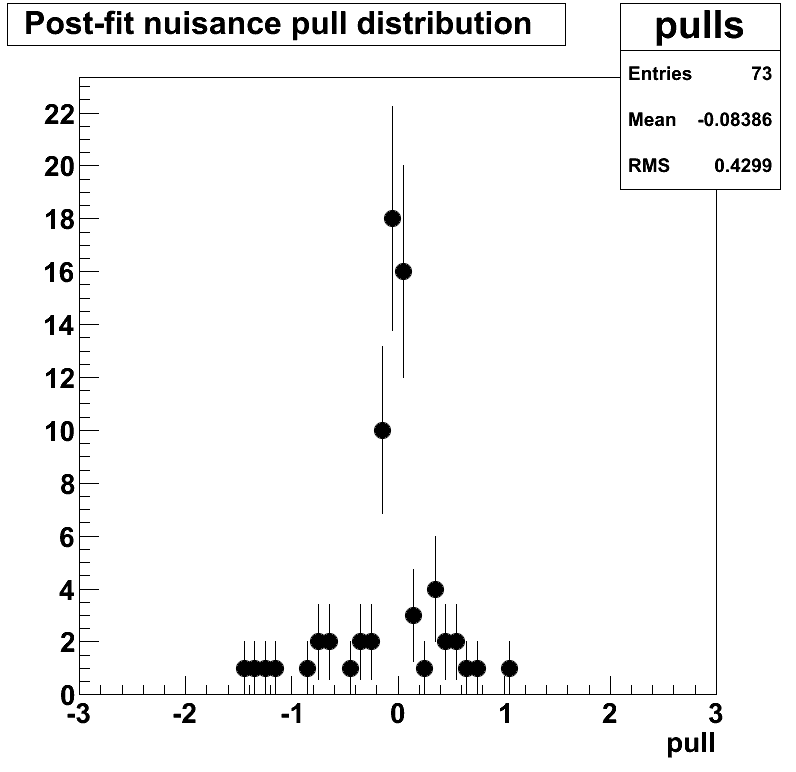 Post-fit nuisance pull distribution
pulls
Entries 73
Mean -0.08386
RMS 0.4299
22
20
18
16
14
12
10
8
6
4
2
0
-3 -2 -1 0 1 2 3
pull